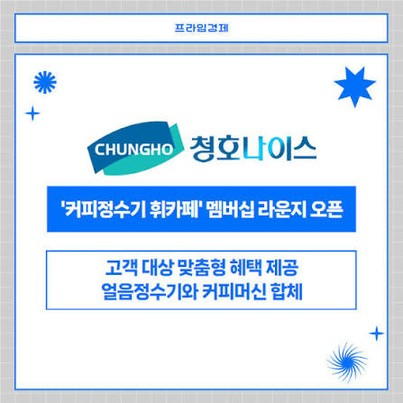 프라임경제
CHUNGHO 청호나이스
'커피정수기 휘카페' 멤버십 라운지 오픈
고객 대상 맞춤형 혜택 제공
얼음정수기와 커피머신 합체